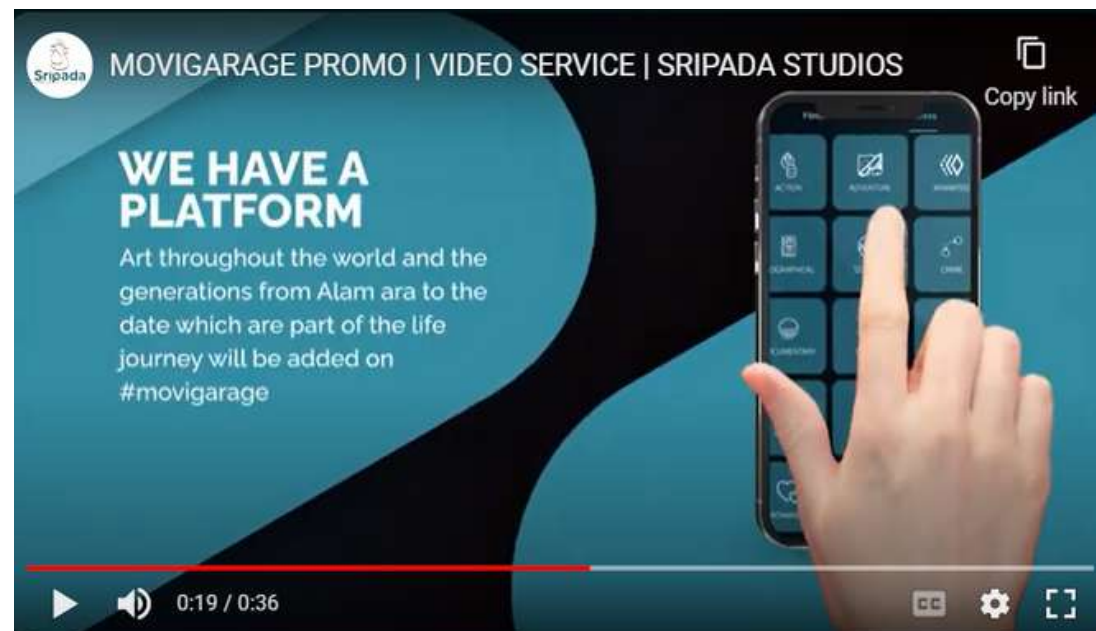 Sripada
MOVIGARAGE PROMO | VIDEO SERVICE | SRIPADA STUDIOS
Copy link
WE HAVE A
PLATFORM
Art throughout the world and the
generations from Alam ara to the
date which are part of the life
journey will be added on
#movigarage
ACTION
ADVENTURE
CRIME
0:19 / 0:36
CC